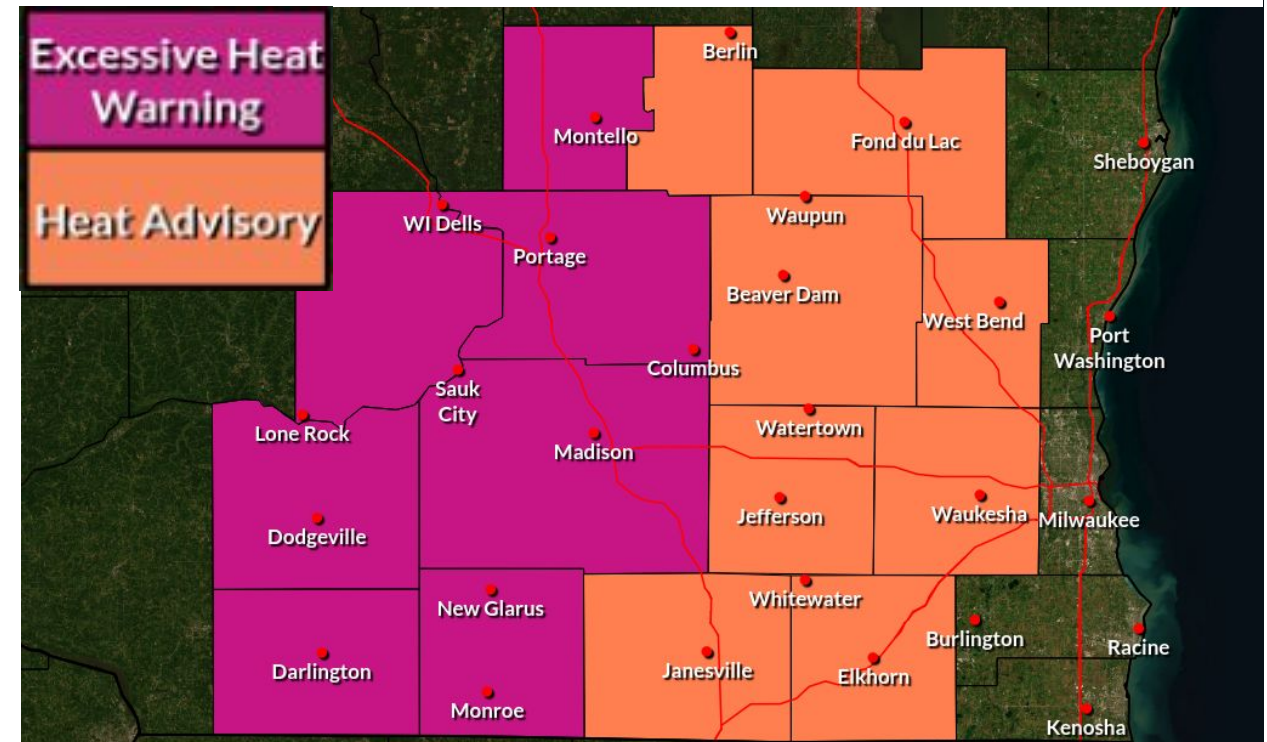 Excessive Heat
Warning
Heat Advisory
Berlin
Montello
Fond du Lac
Sheboygan
WI Dells
Waupun
Portage
Beaver Dam
West Bend
Port
Washington
Columbus
Sauk
City
Lone Rock
Watertown
Madison
Jefferson
Waukesha
Milwaukee
Dodgeville
New Glarus
Whitewater
Burlington
Racine
Darlington
Janesville
Elkhorn
Monroe
Kenosha